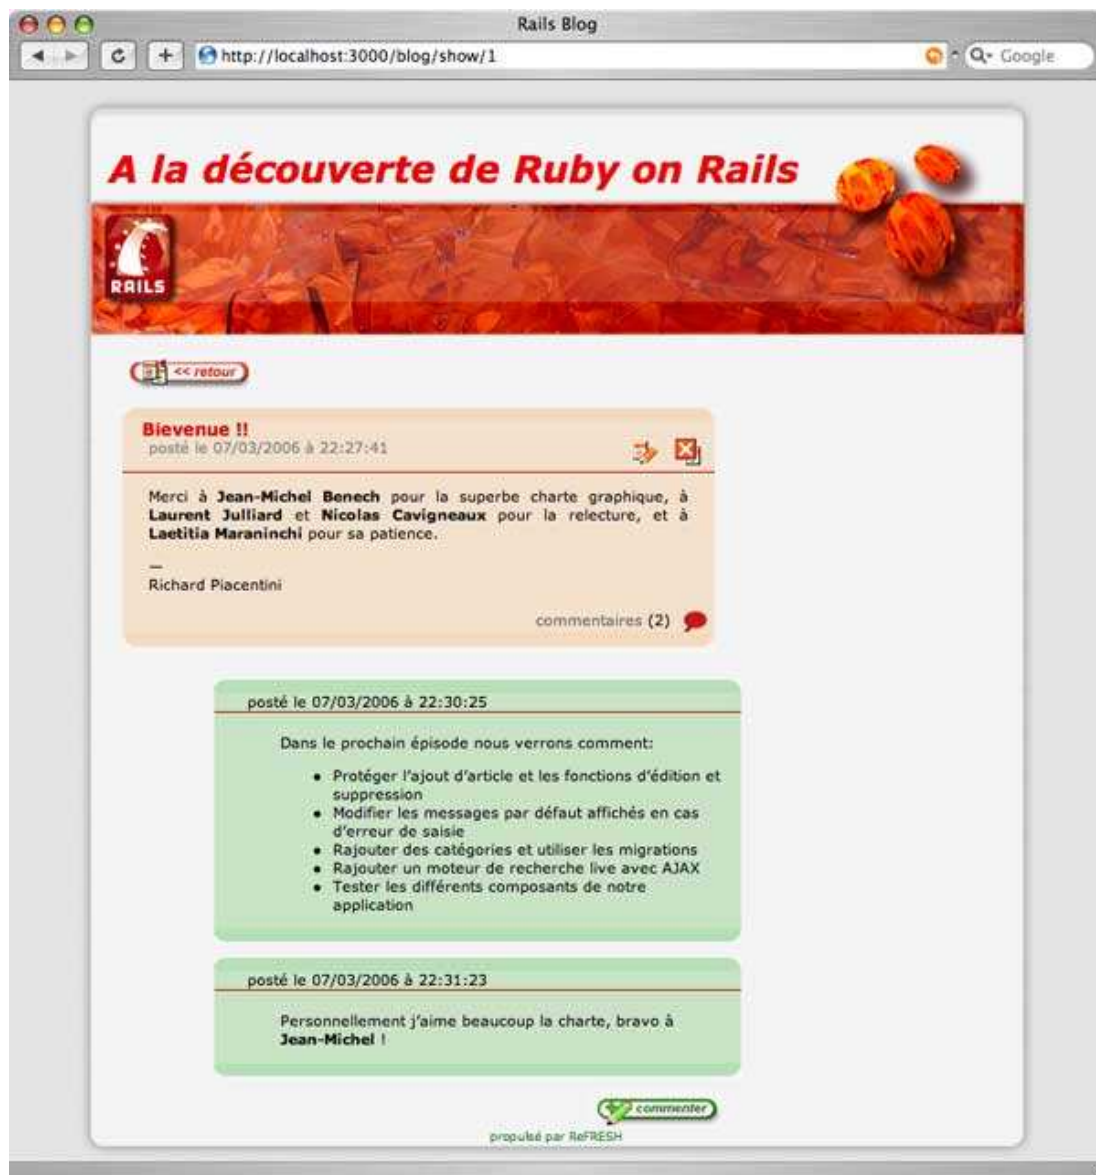 Rails Blog
http://localhost:3000/blog/show/1
Google
A la découverte de Ruby on Rails
RAILS
<< retour
Bievenue !!
posté le 07/03/2006 à 22:27:41
Merci à Jean-Michel Benech pour la superbe charte graphique, à
Laurent Julliard et Nicolas Cavigneaux pour la relecture, et à
Laetitia Maraninchi pour sa patience.
—
Richard Piacentini
commentaires (2)
posté le 07/03/2006 à 22:30:25
Dans le prochain épisode nous verrons comment:
• Protéger l'ajout d'article et les fonctions d'édition et
suppression
• Modifier les messages par défaut affichés en cas
d'erreur de saisie
• Rajouter des catégories et utiliser les migrations
• Rajouter un moteur de recherche live avec AJAX
• Tester les différents composants de notre
application
posté le 07/03/2006 à 22:31:23
Personnellement j'aime beaucoup la charte, bravo à
Jean-Michel !
commenter
propulsé par ReFRESH